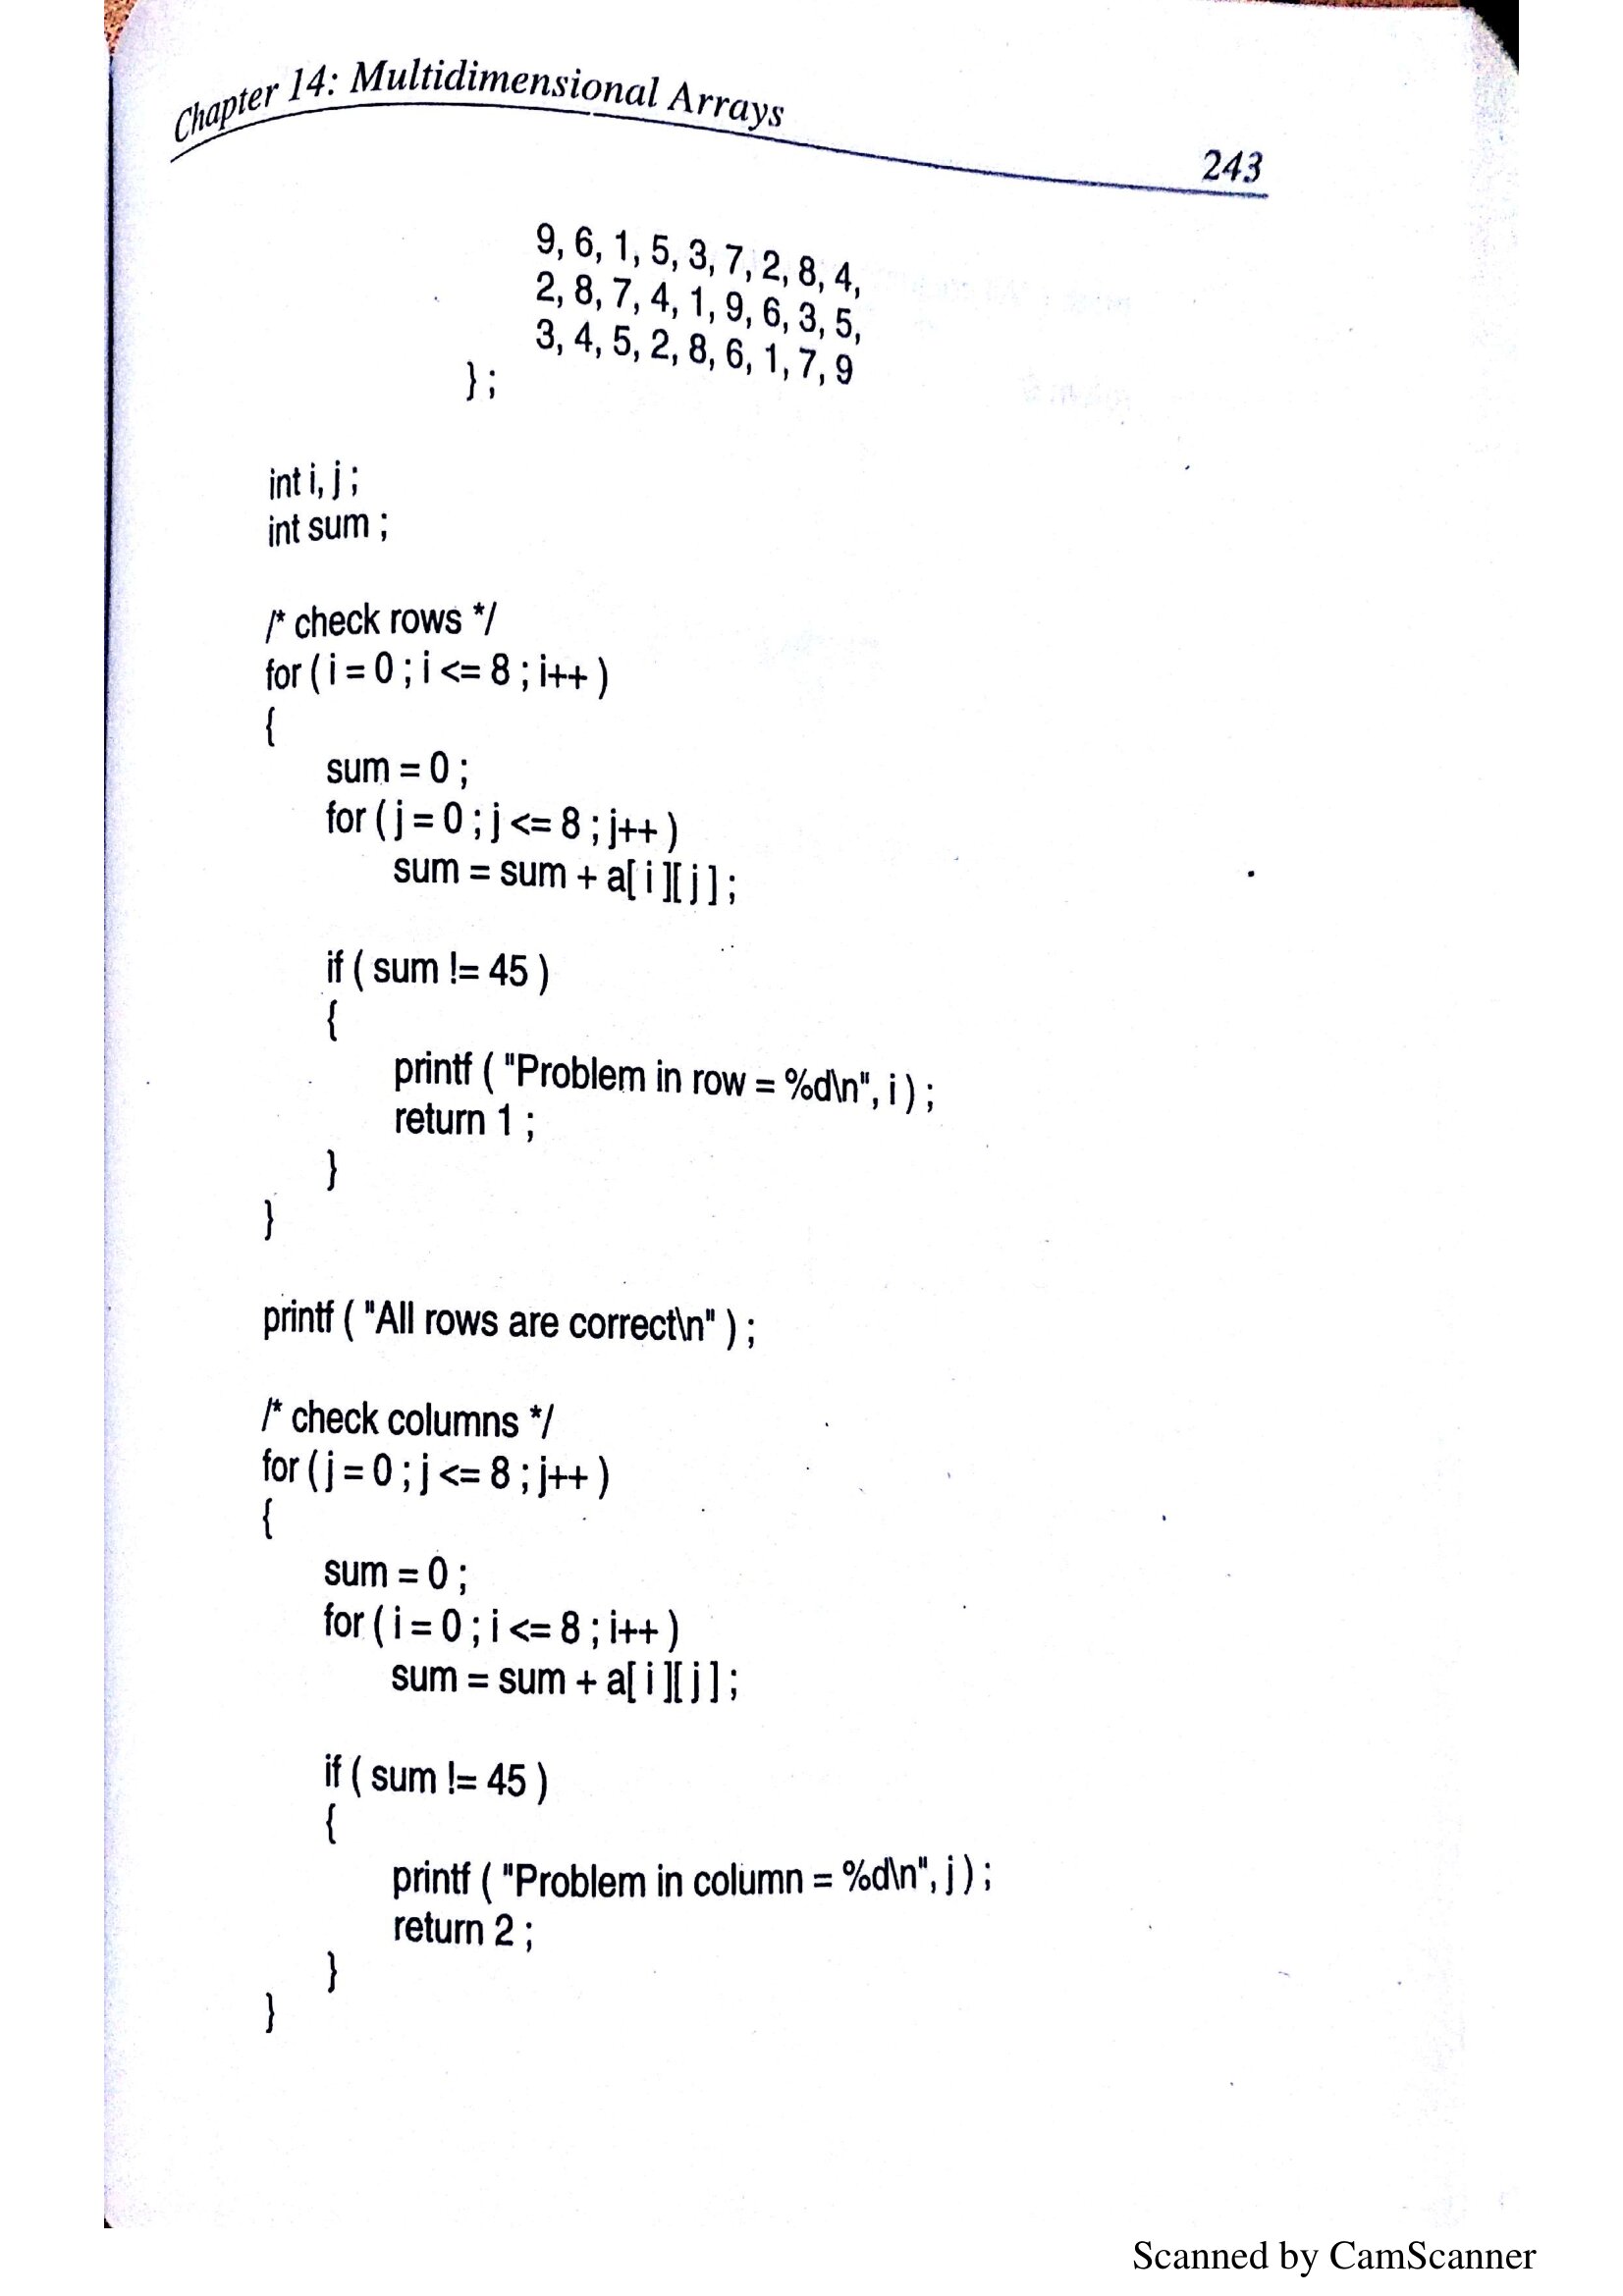 Chapter 14: Multidimensional Arrays
243
9, 6, 1, 5, 3, 7, 2, 8, 4,
2, 8, 7, 4, 1, 9, 6, 3, 5,
3, 4, 5, 2, 8, 6, 1, 7, 9
} ;
int i, j ;
int sum ;
/* check rows */
for ( i = 0 ; i <= 8 ; i++ )
{
sum = 0 ;
for ( j = 0 ; j <= 8 ; j++ )
sum = sum + a[ i ][ j ] ;
if ( sum != 45 )
{
printf ( "Problem in row = %d\n", i ) ;
return 1 ;
}
}
printf ( "All rows are correct\n" ) ;
/* check columns */
for ( j = 0 ; j <= 8 ; j++ )
{
sum = 0 ;
for ( i = 0 ; i <= 8 ; i++ )
sum = sum + a[ i ][ j ] ;
if ( sum != 45 )
{
printf ( "Problem in column = %d\n", j ) ;
return 2 ;
}
}
Scanned by CamScanner